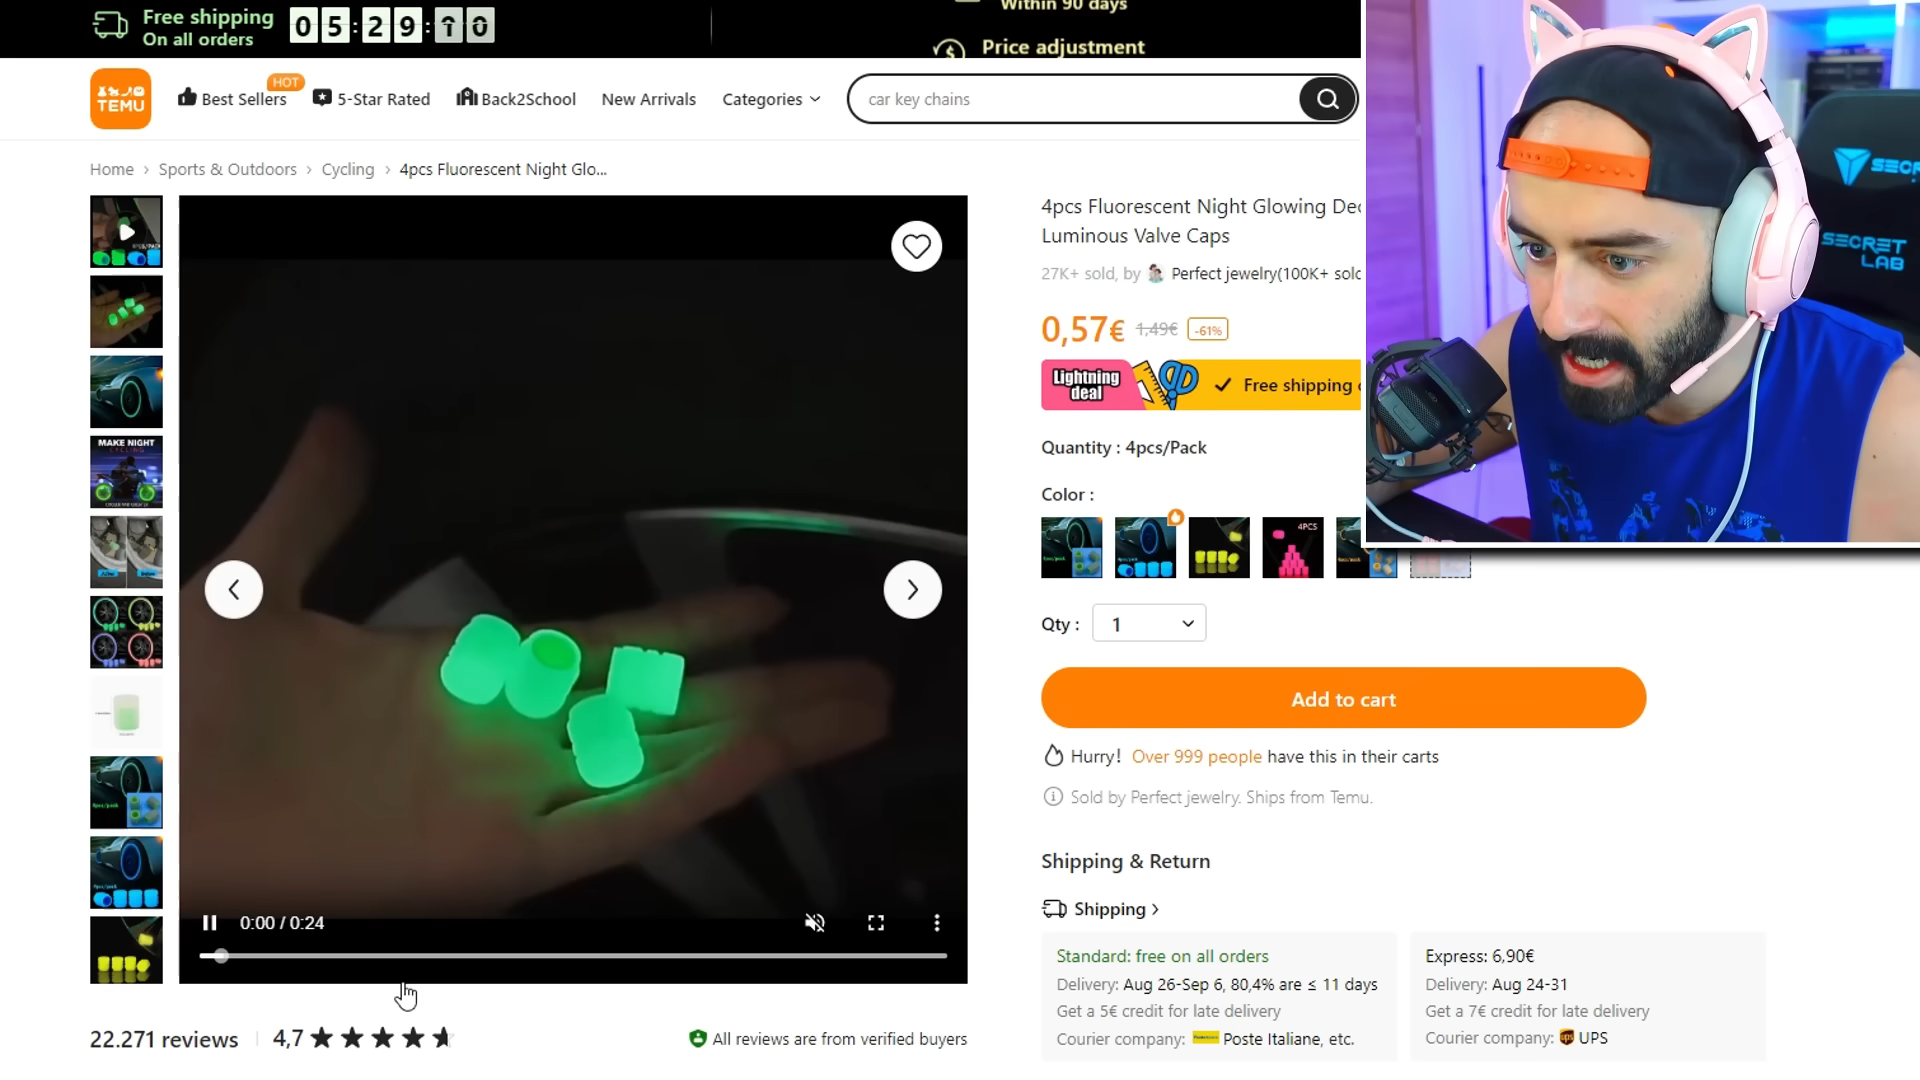 Free shipping
On all orders
05:29:10
Within 90 days
Price adjustment
TEMU
Best Sellers
HOT
5-Star Rated
Back2School
New Arrivals
Categories
car key chains
Home › Sports & Outdoors › Cycling › 4pcs Fluorescent Night Glo...
4pcs Fluorescent Night Glowing Dec
Luminous Valve Caps
27K+ sold, by Perfect jewelry(100K+ solc
0,57€ 1,49€ -61%
Lightning
deal
Free shipping
Quantity : 4pcs/Pack
Color :
4PCS
Qty : 1
Add to cart
Hurry! Over 999 people have this in their carts
Sold by Perfect jewelry. Ships from Temu.
Shipping & Return
Shipping ›
Standard: free on all orders
Delivery: Aug 26-Sep 6, 80,4% are ≤ 11 days
Get a 5€ credit for late delivery
Courier company: Poste Italiane, etc.
Express: 6,90€
Delivery: Aug 24-31
Get a 7€ credit for late delivery
Courier company: UPS
MAKE NIGHT
CYCLING
0:00 / 0:24
22.271 reviews
4,7
All reviews are from verified buyers
SECRET
LAB